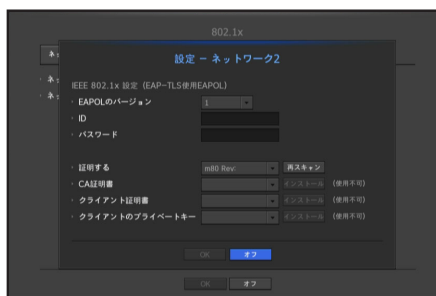 802.1x
設定 – ネットワーク2
IEEE 802.1x 設定 (EAP-TLS使用EAPOL)
· EAPOLのバージョン 1
· ID
· パスワード
· 証明する m80 Rev: 再スキャン
· CA証明書 インストール (使用不可)
· クライアント証明書 インストール (使用不可)
· クライアントのプライベートキー インストール (使用不可)
OK オフ
OK オフ